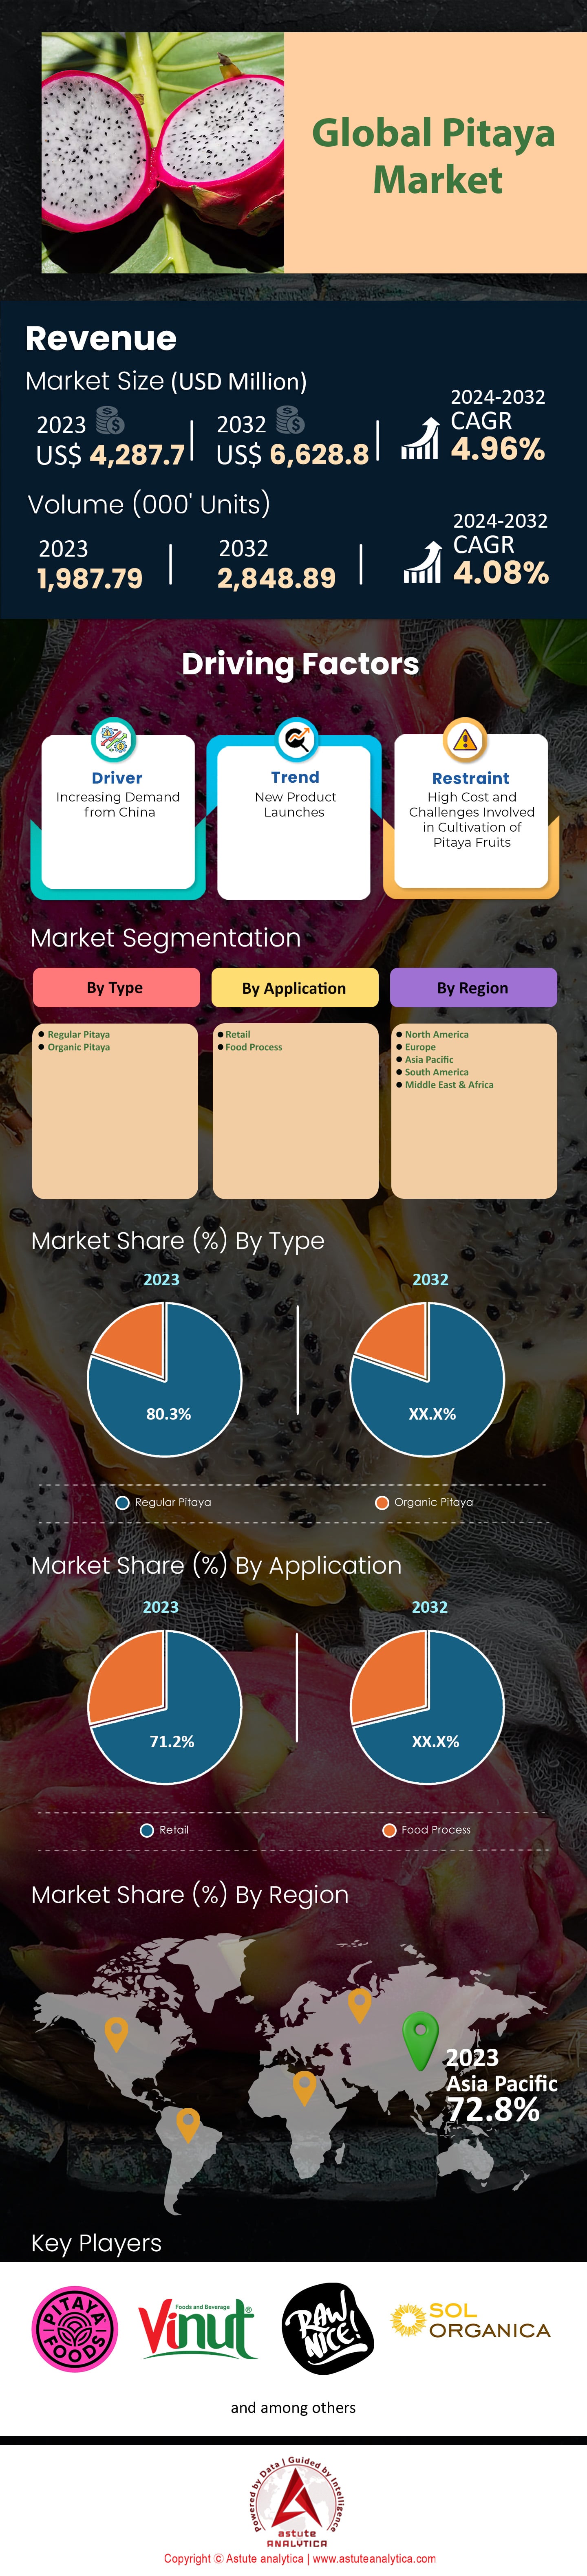 Global Pitaya
Market
Revenue
Market Size (USD Million)
2023
US$ 4,287.7
2032
US$ 6,628.8
2024-2032
CAGR
4.96%
Volume (000' Units)
2023
1,987.79
2032
2,848.89
2024-2032
CAGR
4.08%
Driving Factors
Driver
Increasing Demand
from China
Trend
New Product
Launches
Restraint
High Cost and
Challenges Involved
in Cultivation of
Pitaya Fruits
Market Segmentation
By Type
Regular Pitaya
Organic Pitaya
By Application
Retail
Food Process
By Region
North America
Europe
Asia Pacific
South America
Middle East & Africa
Market Share (%) By Type
2023
80.3%
2032
XX.X%
Regular Pitaya
Organic Pitaya
Market Share (%) By Application
2023
71.2%
2032
XX.X%
Retail
Food Process
Market Share (%) By Region
2023
Asia Pacific
72.8%
Key Players
PITAYA
FOODS
Foods and Beverage
Vinut®
RAW
NICE!
SOL
ORGANICA
and among others
Powered by Data | Guided by Intelligence
astute
ANALYTICA
Copyright © Astute analytica | www.astuteanalytica.com